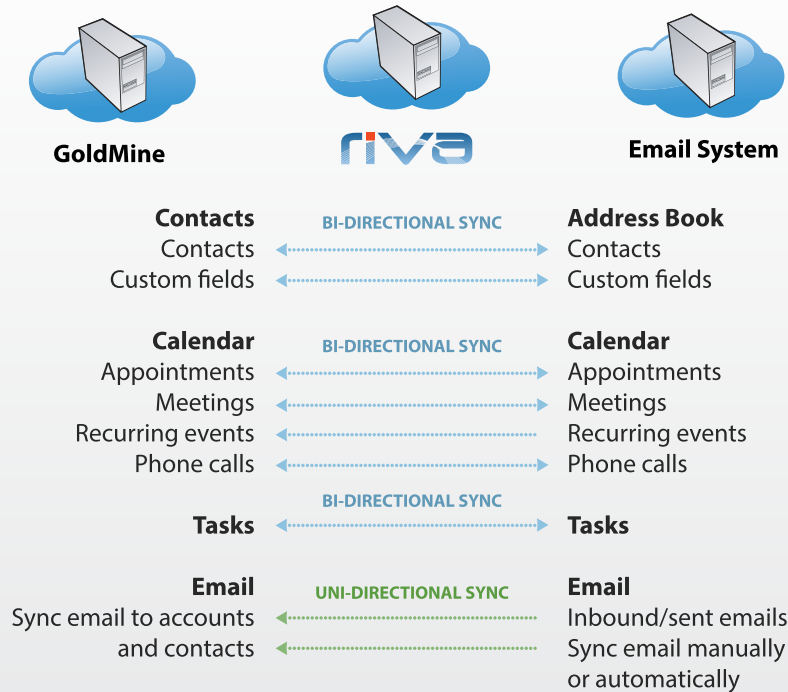 GoldMine
riva
Email System
Contacts BI-DIRECTIONAL SYNC Address Book
Contacts Contacts
Custom fields Custom fields
Calendar BI-DIRECTIONAL SYNC Calendar
Appointments Appointments
Meetings Meetings
Recurring events Recurring events
Phone calls Phone calls
BI-DIRECTIONAL SYNC
Tasks Tasks
Email UNI-DIRECTIONAL SYNC Email
Sync email to accounts Inbound/sent emails
and contacts Sync email manually
or automatically